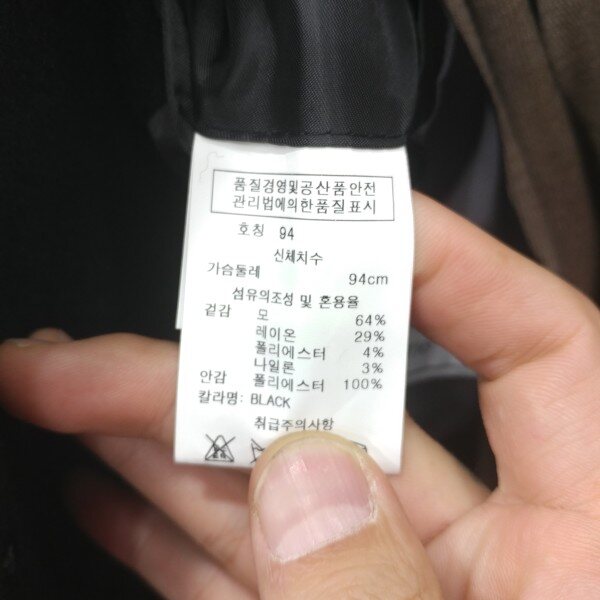 품질경영및공산품안전
관리법에의한품질표시
호칭 94
신체치수
가슴둘레 94cm
섬유의조성 및 혼용율
겉감 모 64%
레이온 29%
폴리에스터 4%
나일론 3%
안감 폴리에스터 100%
칼라명: BLACK
취급주의사항